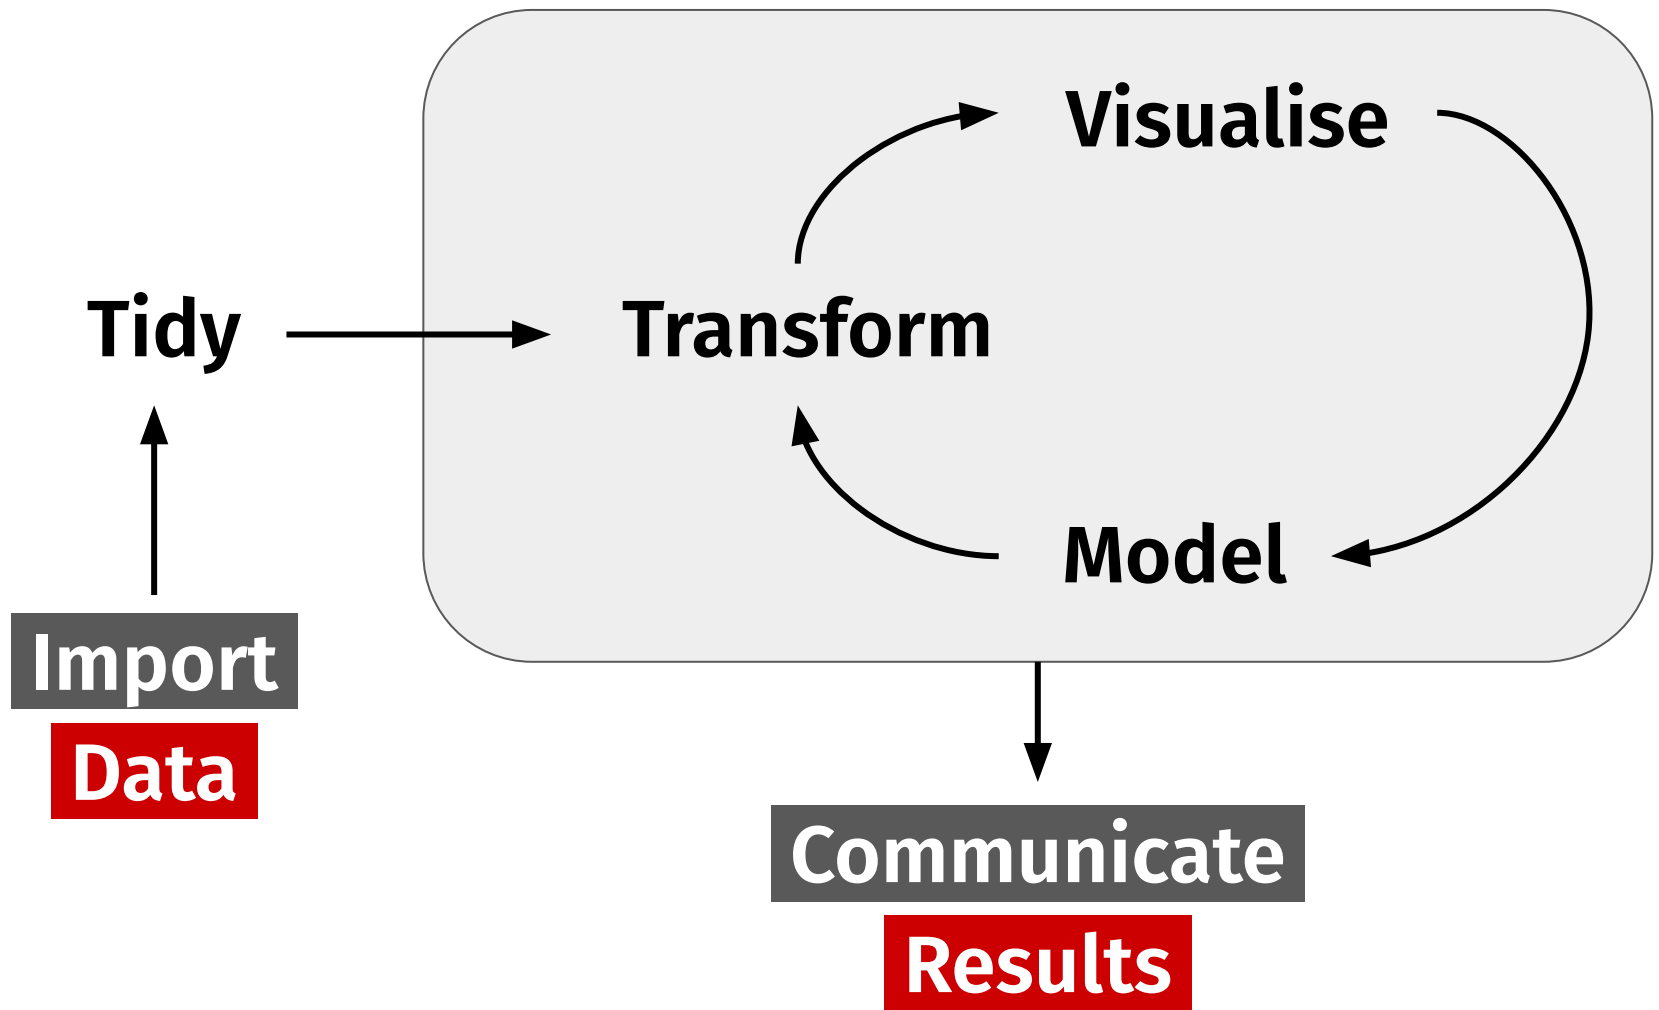 Visualise
Tidy
Transform
Model
Import
Data
Communicate
Results